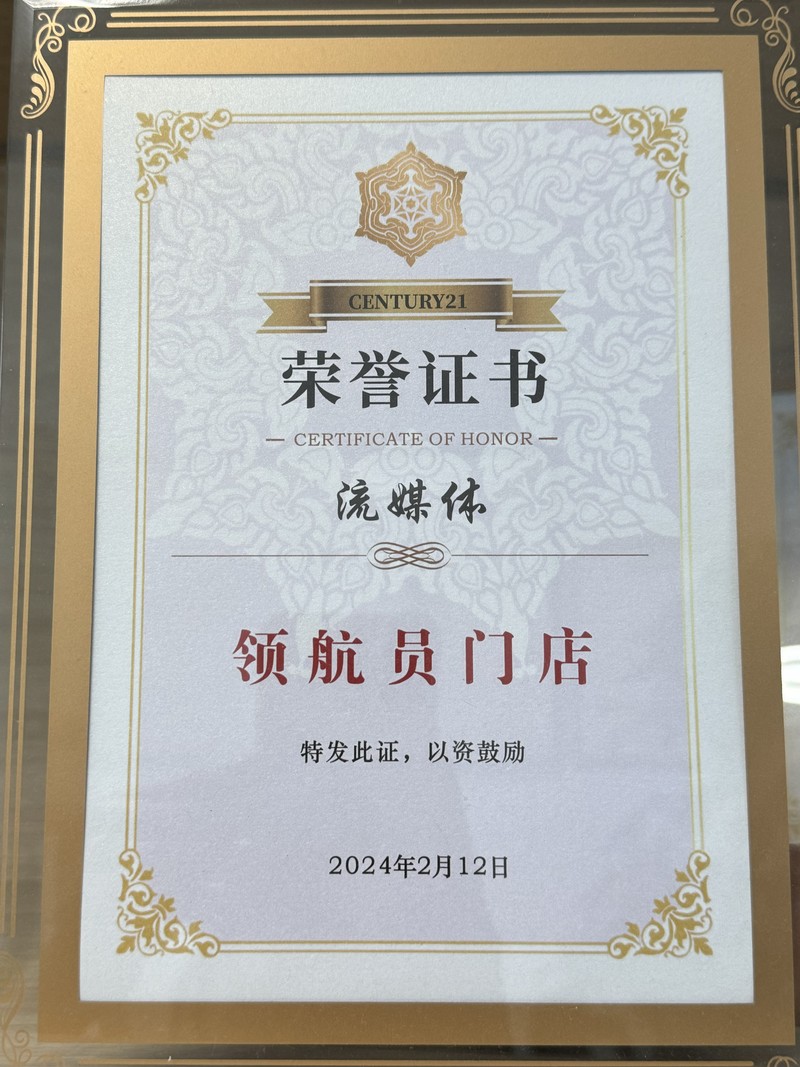 CENTURY21
荣誉证书
— CERTIFICATE OF HONOR —
流媒体
领航员门店
特发此证，以资鼓励
2024年2月12日